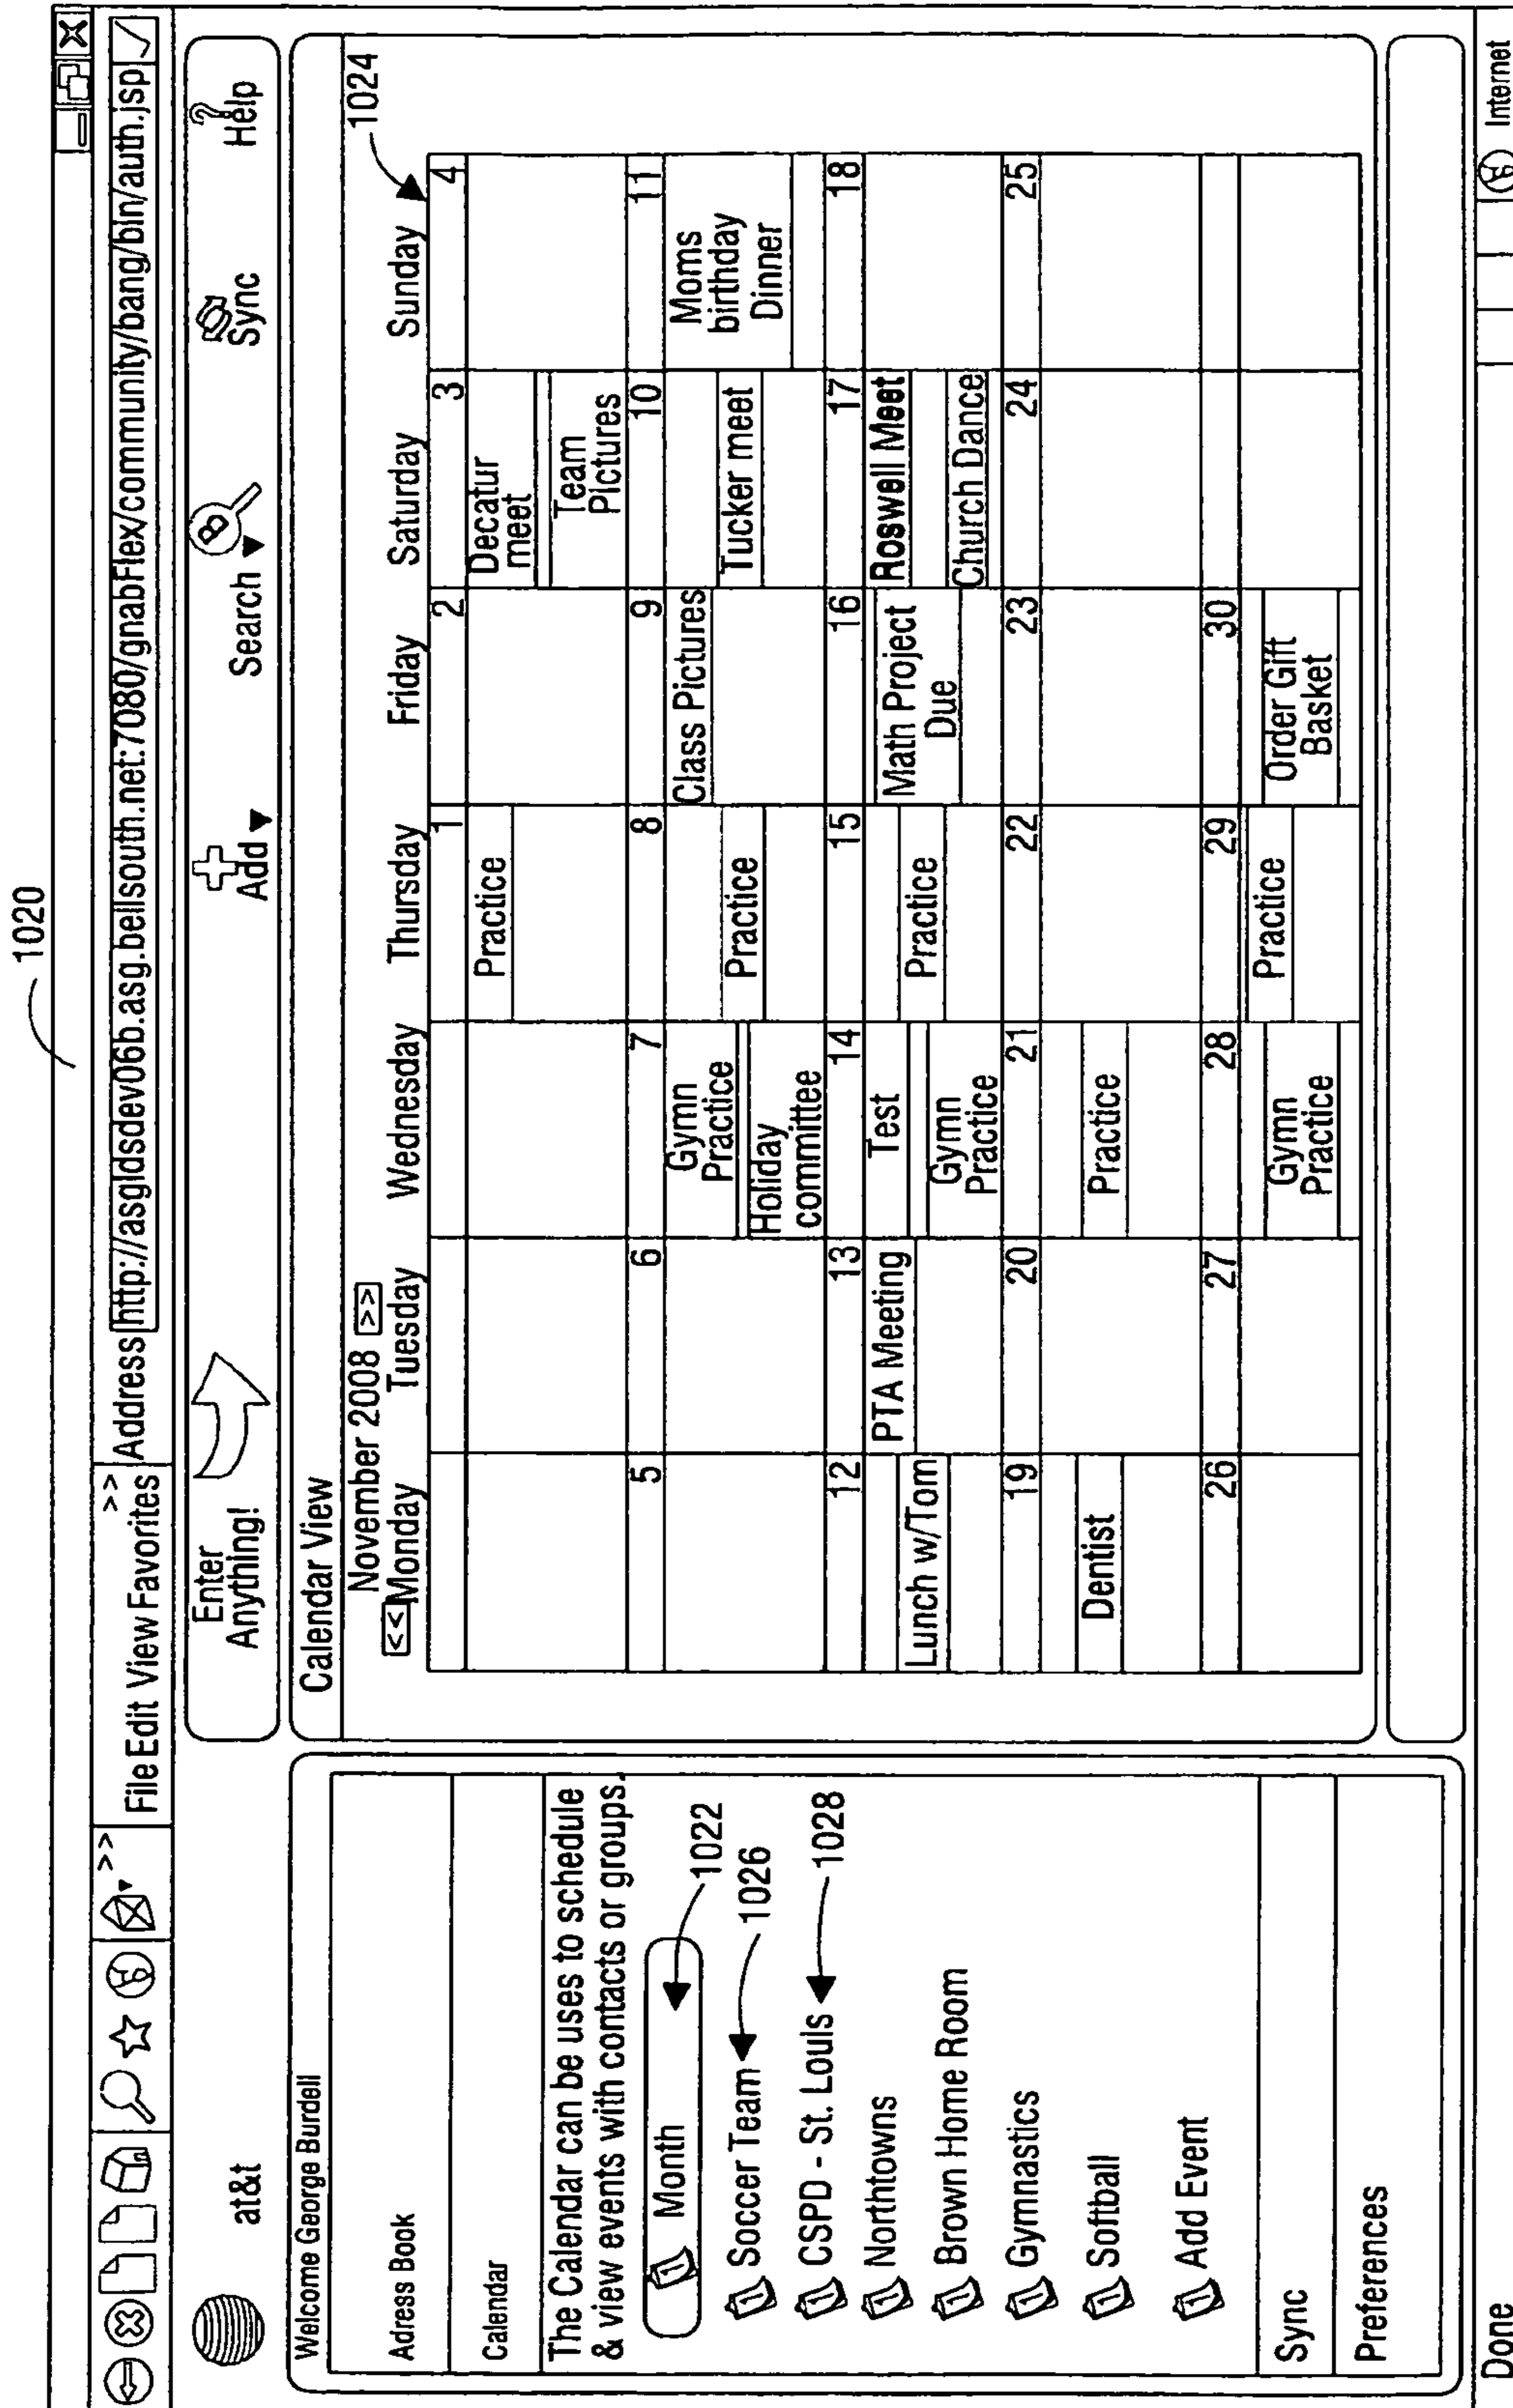 1020
>>
>>
File Edit View Favorites
Address http://asgldsdev06b.asg.bellsouth.net:7080/gnabFlex/community/bang/bin/auth.jsp
at&t
Enter
Anything!
Add
Search
B
Sync
?
Help
Welcome George Burdell
Adress Book
Calendar
The Calendar can be uses to schedule
& view events with contacts or groups.
Month
1022
Soccer Team
1026
CSPD - St. Louis
1028
Northtowns
Brown Home Room
Gymnastics
Softball
Add Event
Sync
Preferences
Calendar View
November 2008 >>
1024
<< Monday Tuesday Wednesday Thursday Friday Saturday Sunday
1 2 3 4
Practice
Decatur
meet
Team
Pictures
5 6 7 8 9 10 11
Gymn
Practice
Holiday
committee
Practice
Class Pictures
Tucker meet
Moms
birthday
Dinner
12 13 14 15 16 17 18
Lunch w/Tom
PTA Meeting
Test
Gymn
Practice
Practice
Math Project
Due
Roswell Meet
Church Dance
19 20 21 22 23 24 25
Dentist
Practice
26 27 28 29 30
Gymn
Practice
Practice
Order Gift
Basket
Done
Internet